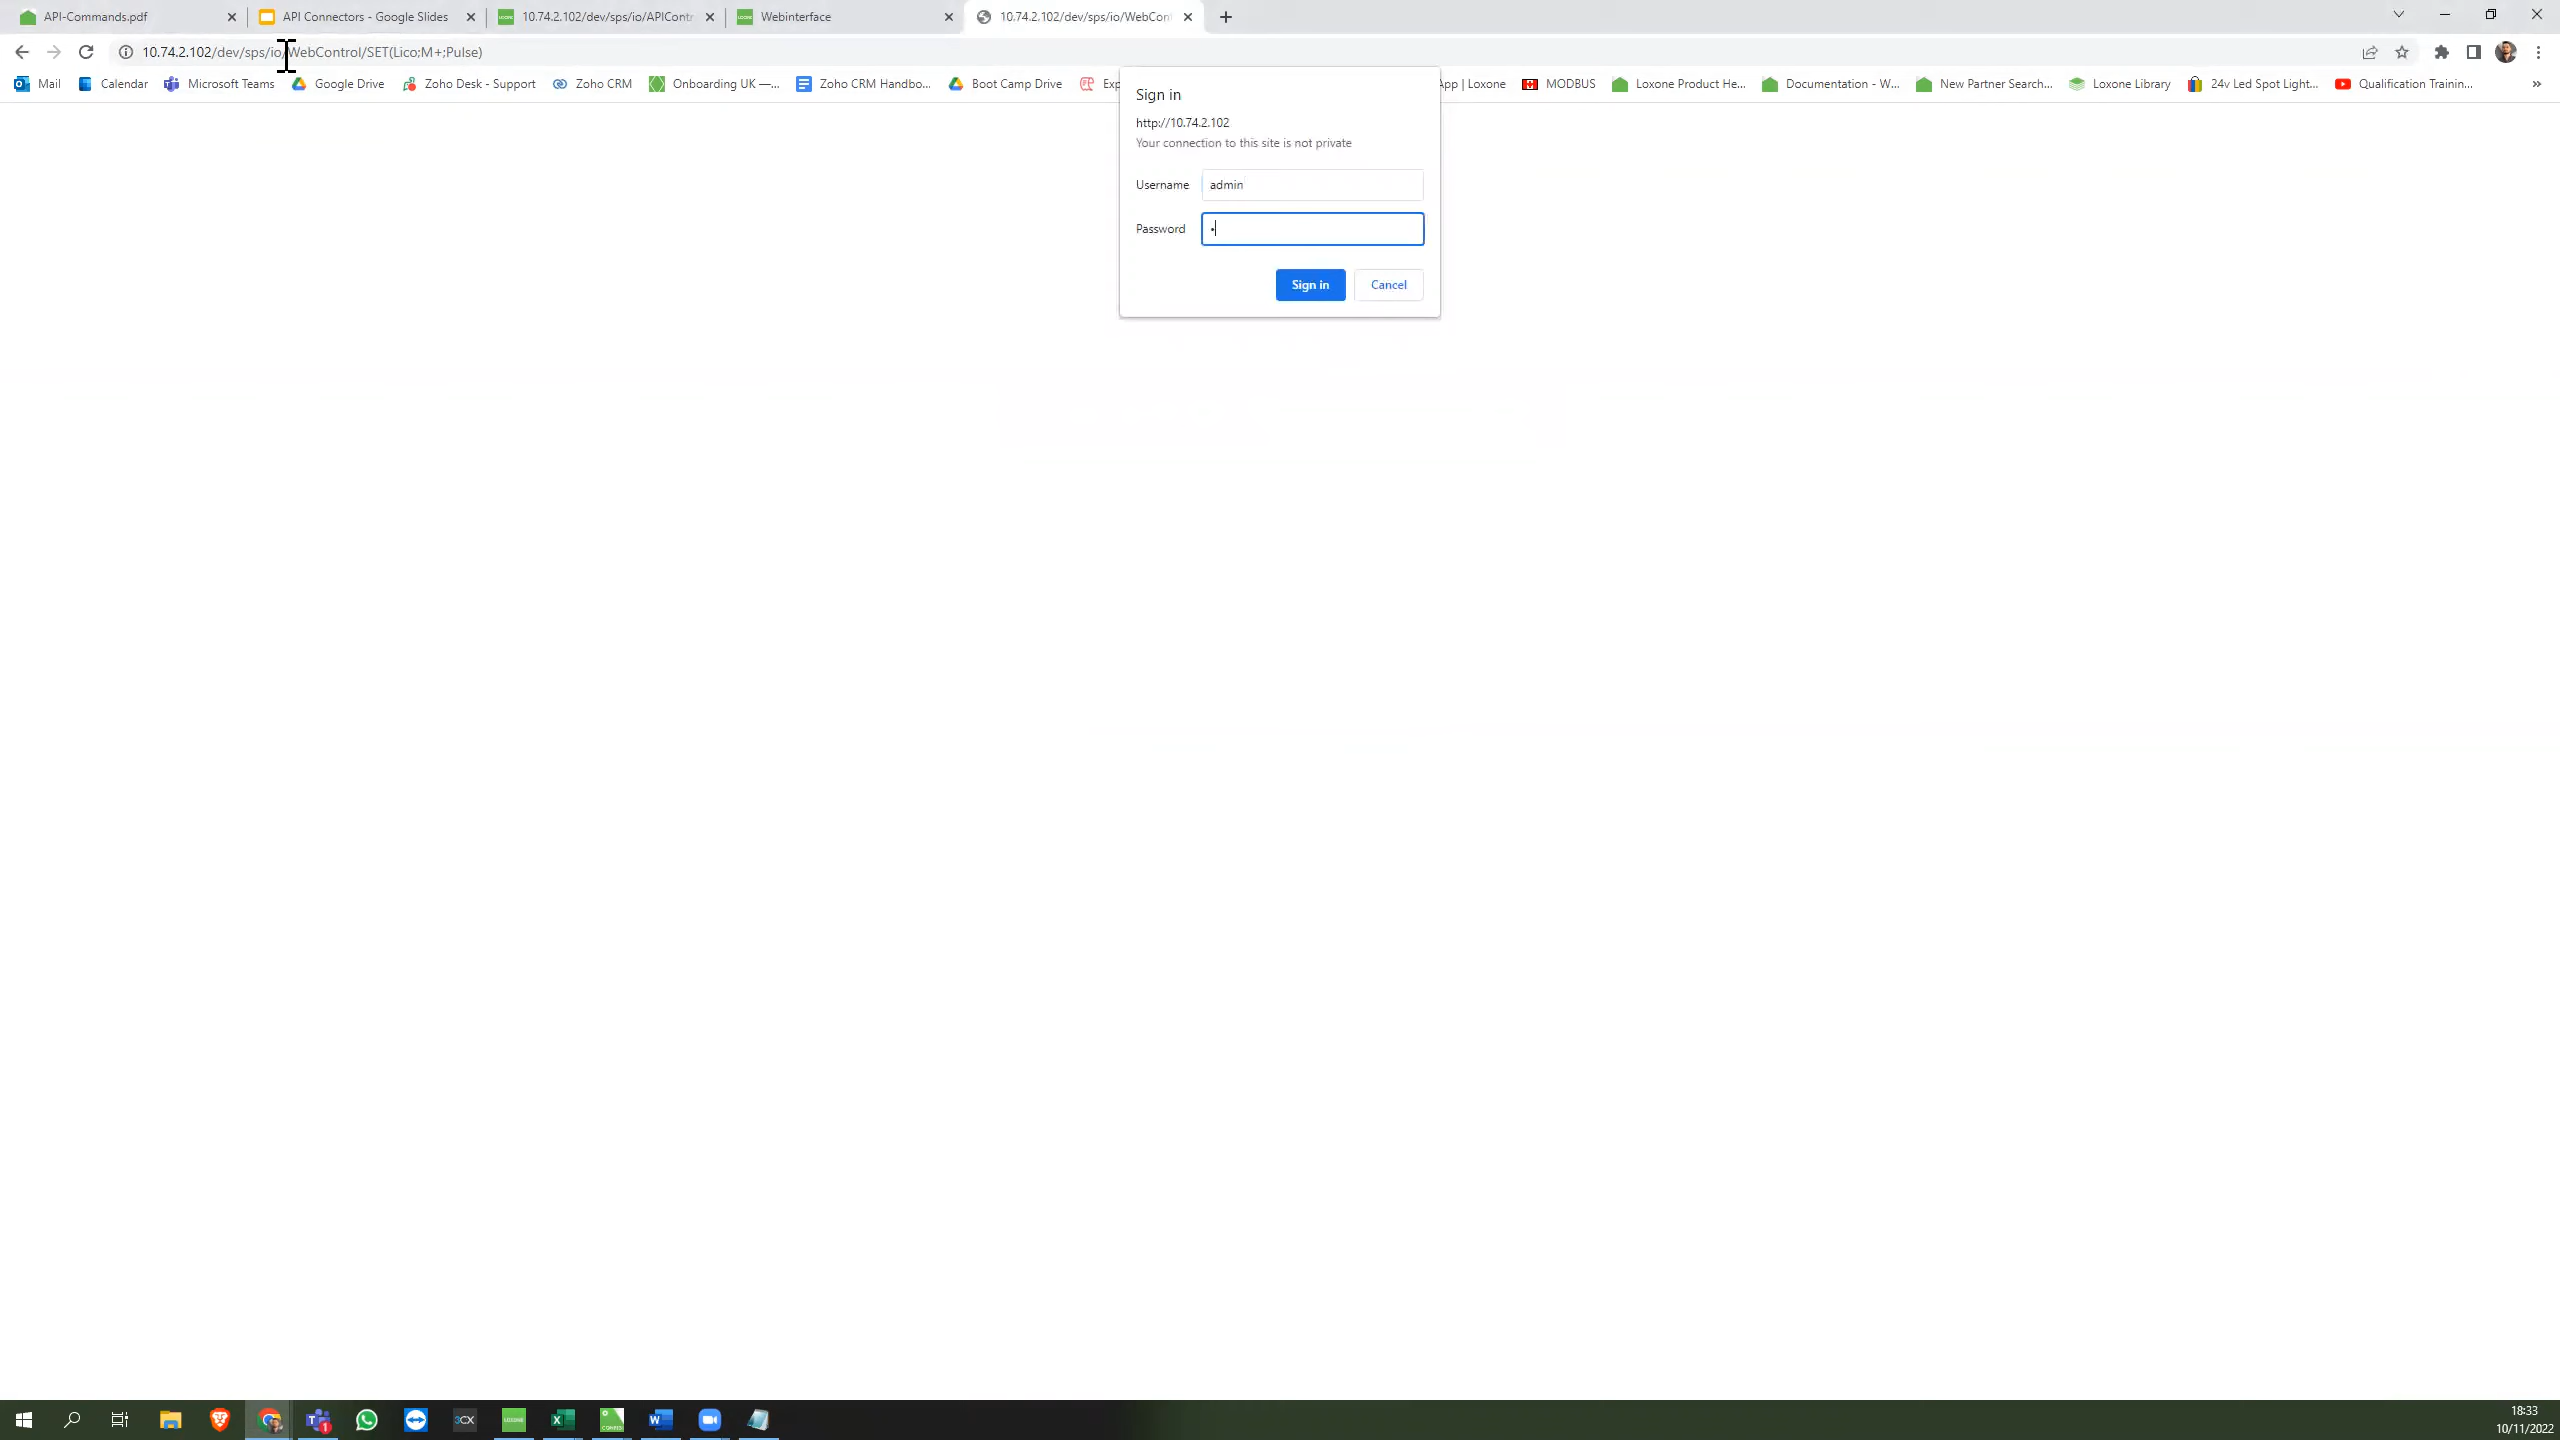 API-Commands.pdf
API Connectors - Google Slides
10.74.2.102/dev/sps/io/APIContr
Webinterface
10.74.2.102/dev/sps/io/WebCon
10.74.2.102/dev/sps/io/WebControl/SET(Lico;M+;Pulse)
Mail
Calendar
Microsoft Teams
Google Drive
Zoho Desk - Support
Zoho CRM
Onboarding UK —...
Zoho CRM Handbo...
Boot Camp Drive
Exp
App | Loxone
MODBUS
Loxone Product He...
Documentation - W...
New Partner Search...
Loxone Library
24v Led Spot Light...
Qualification Trainin...
»
Sign in
http://10.74.2.102
Your connection to this site is not private
Username
admin
Password
Sign in
Cancel
1
3CX
LOXONE
CONFIG
18:33
10/11/2022